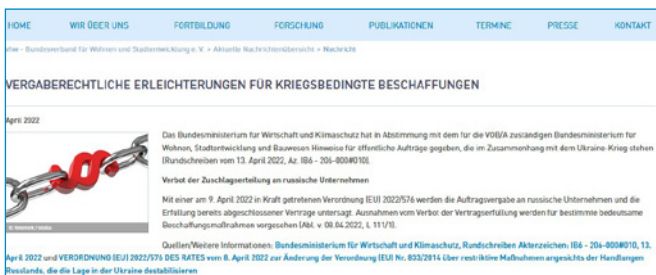 HOME WIR ÜBER UNS FORTBILDUNG FORSCHUNG PUBLIKATIONEN TERMINE PRESSE KONTAKT
vhw - Bundesverband für Wohnen und Stadtentwicklung e. V. > Aktuelle Nachrichtenübersicht > Nachricht
VERGABERECHTLICHE ERLEICHTERUNGEN FÜR KRIEGSBEDINGTE BESCHAFFUNGEN
April 2022
Das Bundesministerium für Wirtschaft und Klimaschutz hat in Abstimmung mit dem für die VOB/A zuständigen Bundesministerium für
Wohnen, Stadtentwicklung und Bauwesen Hinweise für öffentliche Aufträge gegeben, die im Zusammenhang mit dem Ukraine-Krieg stehen
(Rundschreiben vom 13. April 2022, Az. IB6 - 206-000#010).
Verbot der Zuschlagserteilung an russische Unternehmen
Mit einer am 9. April 2022 in Kraft getretenen Verordnung (EU) 2022/576 werden die Auftragsvergabe an russische Unternehmen und die
Erfüllung bereits abgeschlossener Verträge untersagt. Ausnahmen vom Verbot der Vertragserfüllung werden für bestimmte bedeutsame
Beschaffungsmaßnahmen vorgesehen (Abl. v. 08.04.2022, L 111/1).
Quellen/Weitere Informationen: Bundesministerium für Wirtschaft und Klimaschutz, Rundschreiben Aktenzeichen: IB6 - 206-000#010, 13.
April 2022 und VERORDNUNG (EU) 2022/576 DES RATES vom 8. April 2022 zur Änderung der Verordnung (EU) Nr. 833/2014 über restriktive Maßnahmen angesichts der Handlungen
Russlands, die die Lage in der Ukraine destabilisieren